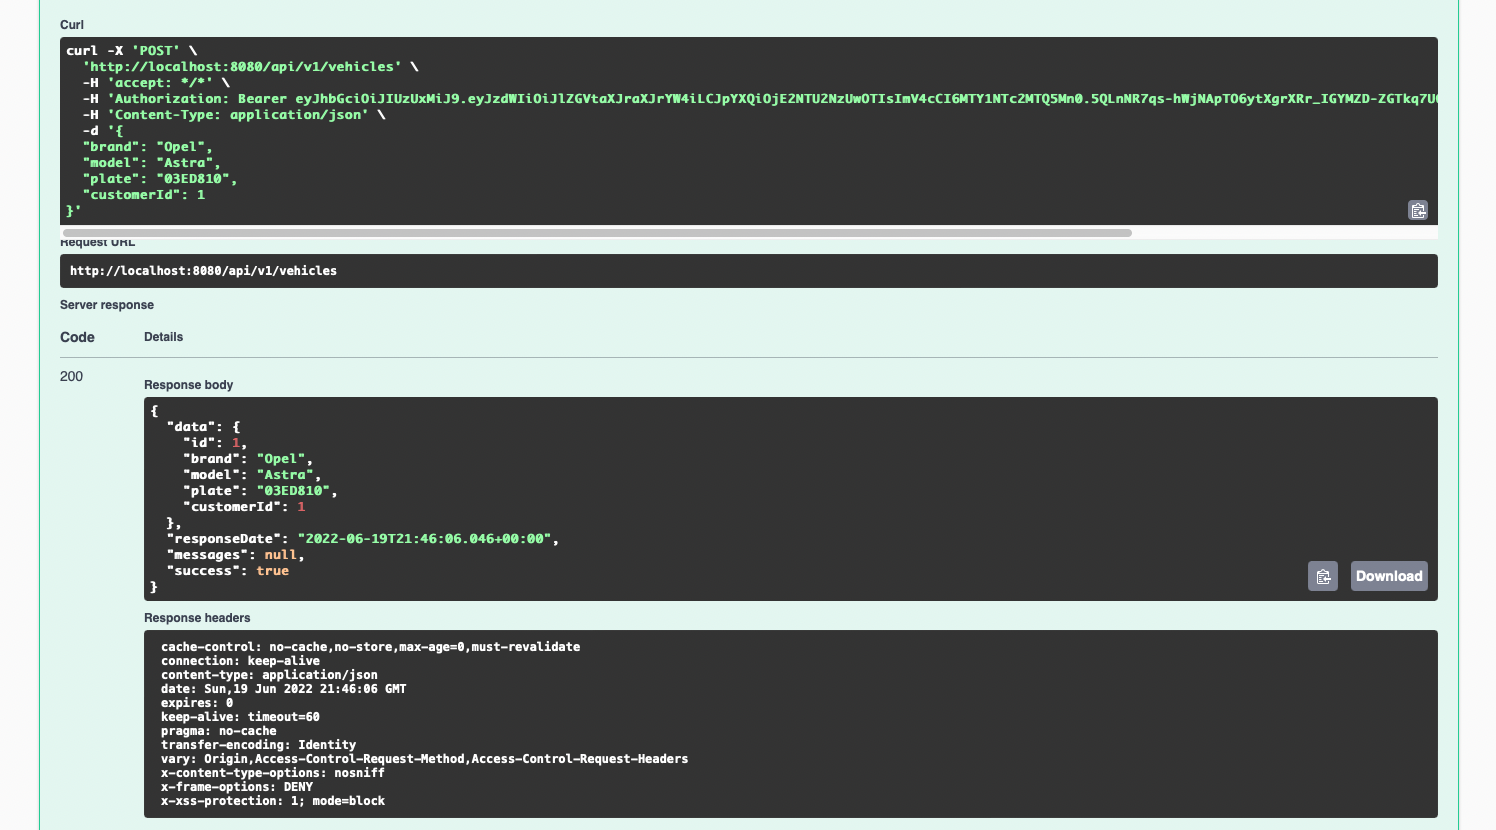 Curl
curl -X 'POST' \
'http://localhost:8080/api/v1/vehicles' \
-H 'accept: */*' \
-H 'Authorization: Bearer
-H 'Content-Type: application/json' \
-d '{
"brand": "Opel",
"model": "Astra",
"plate": "03ED810",
"customerId": 1
}'
Request URL
http://localhost:8080/api/v1/vehicles
Server response
Code Details
200
Response body
{
"data": {
"id": 1,
"brand": "Opel",
"model": "Astra",
"plate": "03ED810",
"customerId": 1
},
"responseDate": "2022-06-19T21:46:06.046+00:00",
"messages": null,
"success": true
}
Download
Response headers
cache-control: no-cache,no-store,max-age=0,must-revalidate
connection: keep-alive
content-type: application/json
date: Sun,19 Jun 2022 21:46:06 GMT
expires: 0
keep-alive: timeout=60
pragma: no-cache
transfer-encoding: Identity
vary: Origin,Access-Control-Request-Method,Access-Control-Request-Headers
x-content-type-options: nosniff
x-frame-options: DENY
x-xss-protection: 1; mode=block